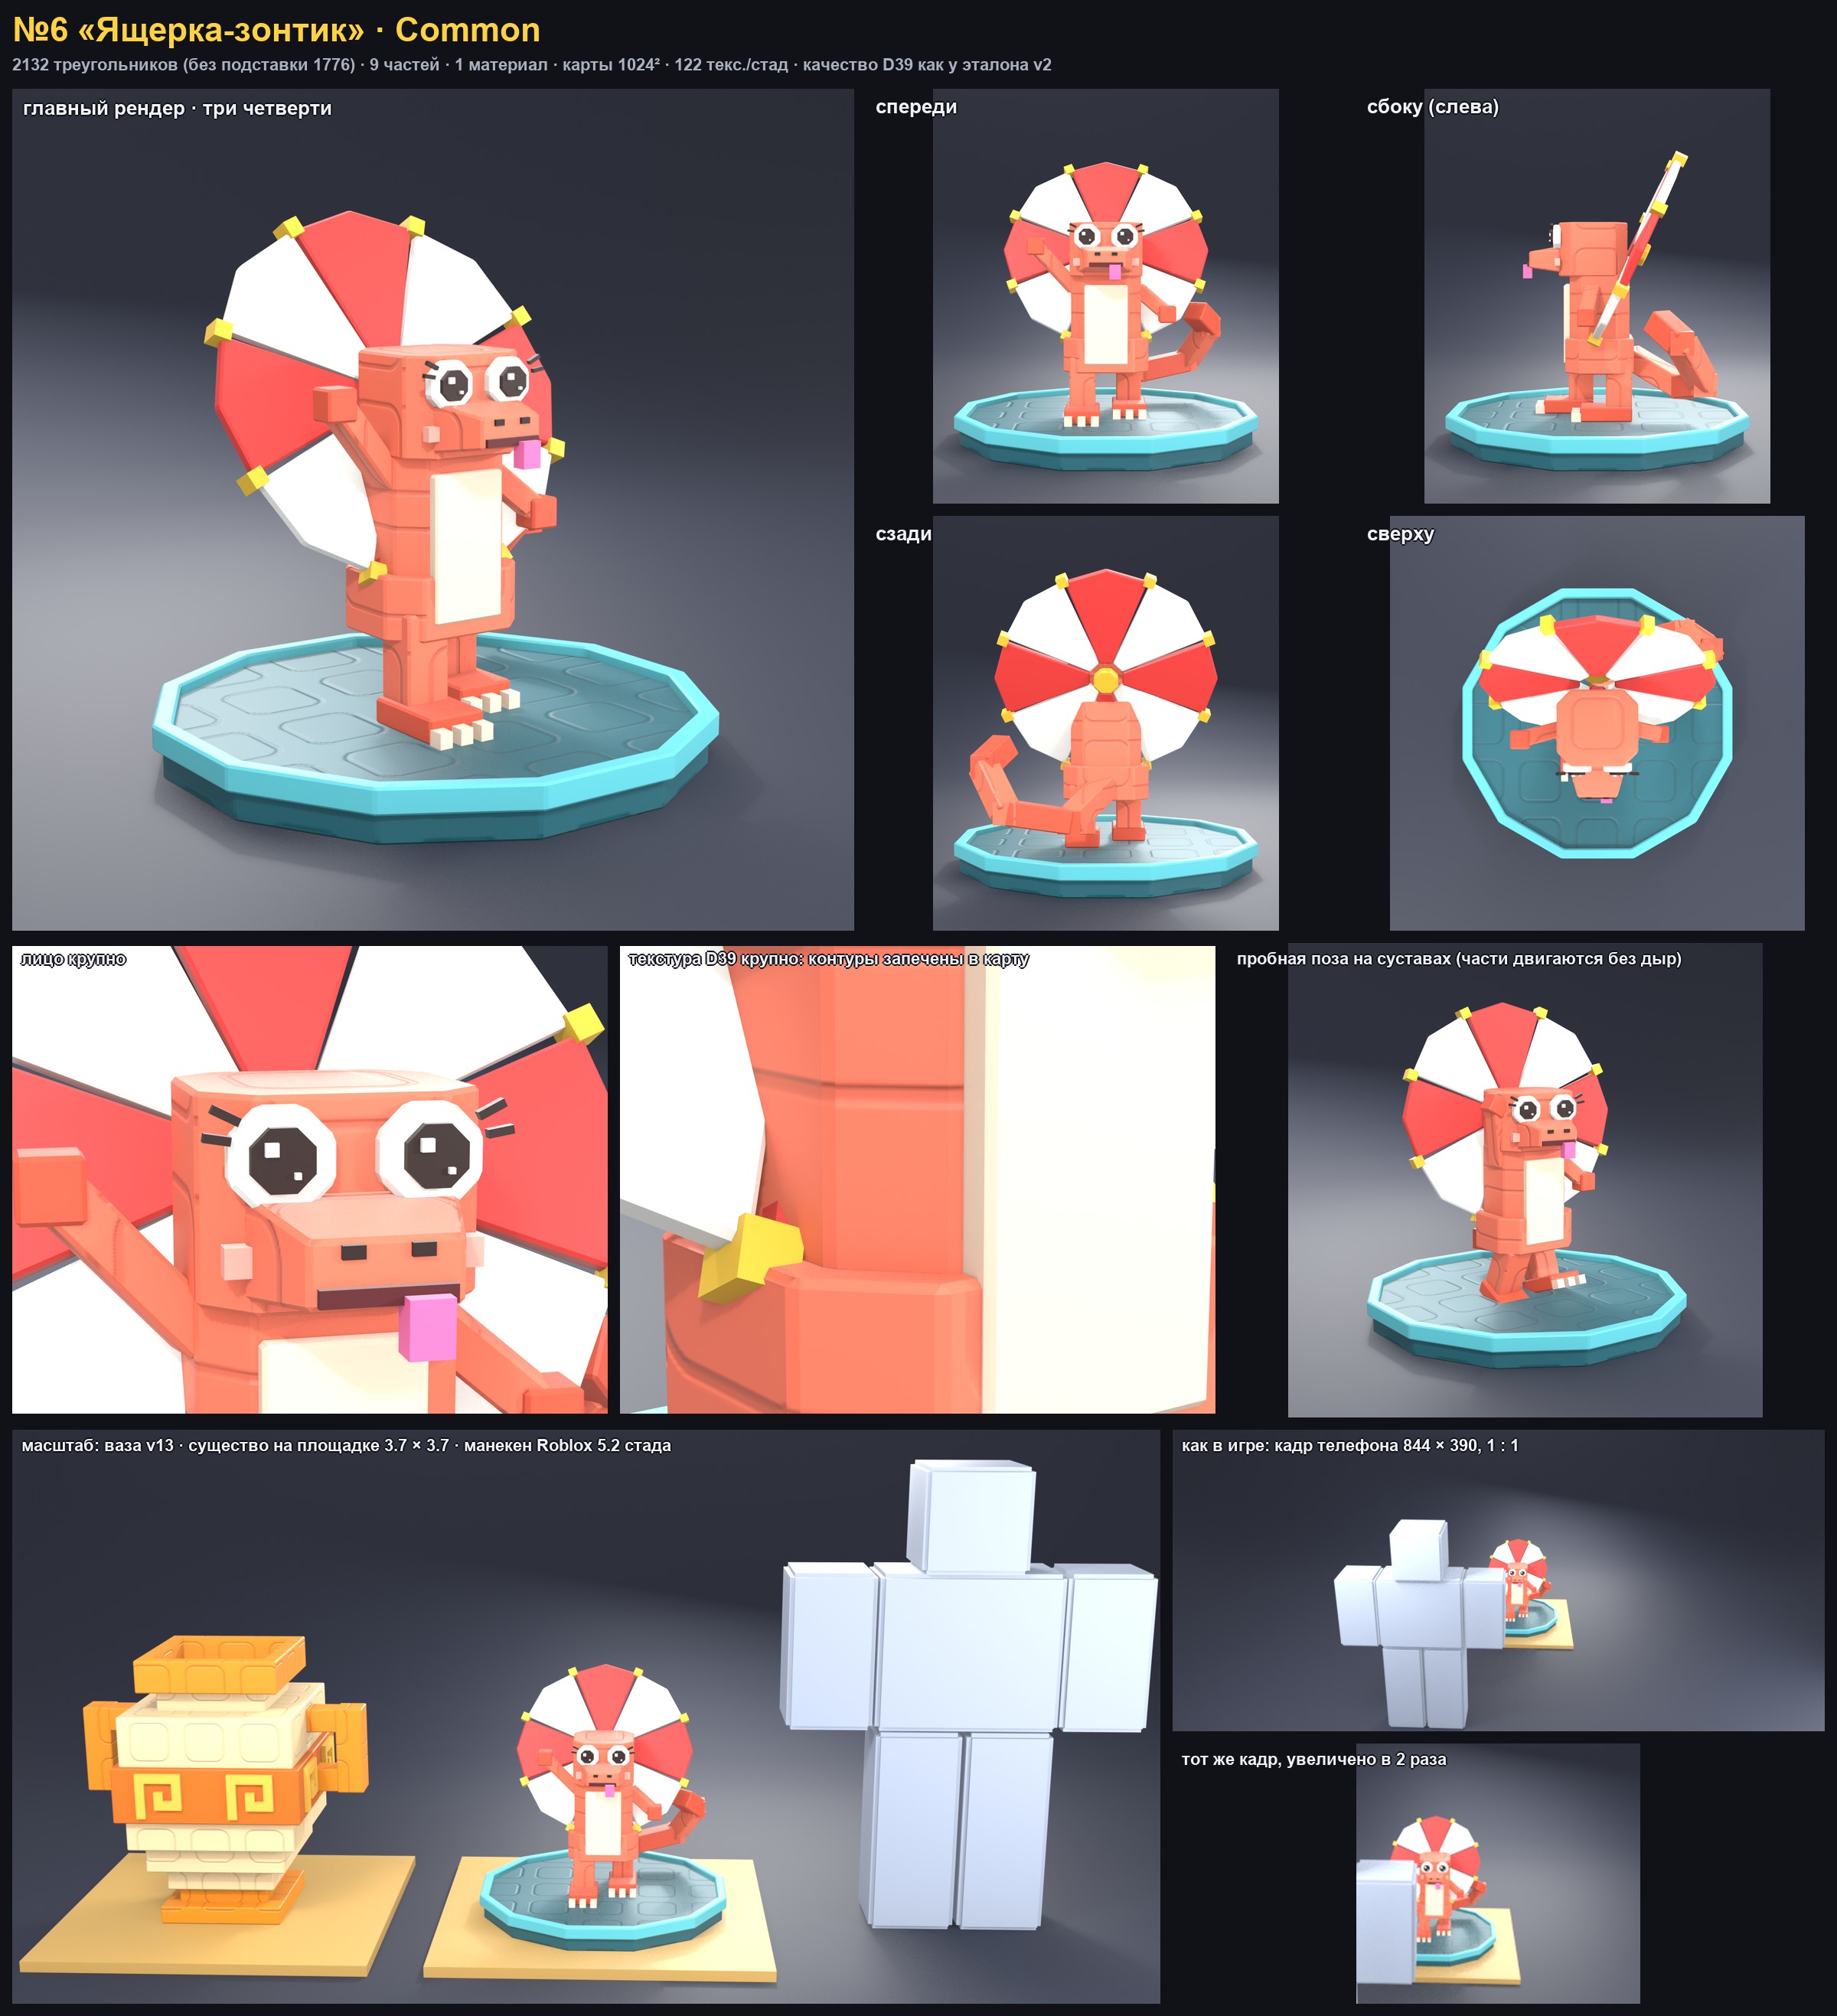 №6 «Ящерка-зонтик» · Common
2132 треугольников (без подставки 1776) · 9 частей · 1 материал · карты 1024² · 122 текс./стад · качество D39 как у эталона v2
главный рендер · три четверти
спереди
сбоку (слева)
сзади
сверху
лицо крупно
текстура D39 крупно: контуры запечены в карту
пробная поза на суставах (части двигаются без дыр)
масштаб: ваза v13 · существо на площадке 3.7 × 3.7 · манекен Roblox 5.2 стада
как в игре: кадр телефона 844 × 390, 1 : 1
тот же кадр, увеличено в 2 раза